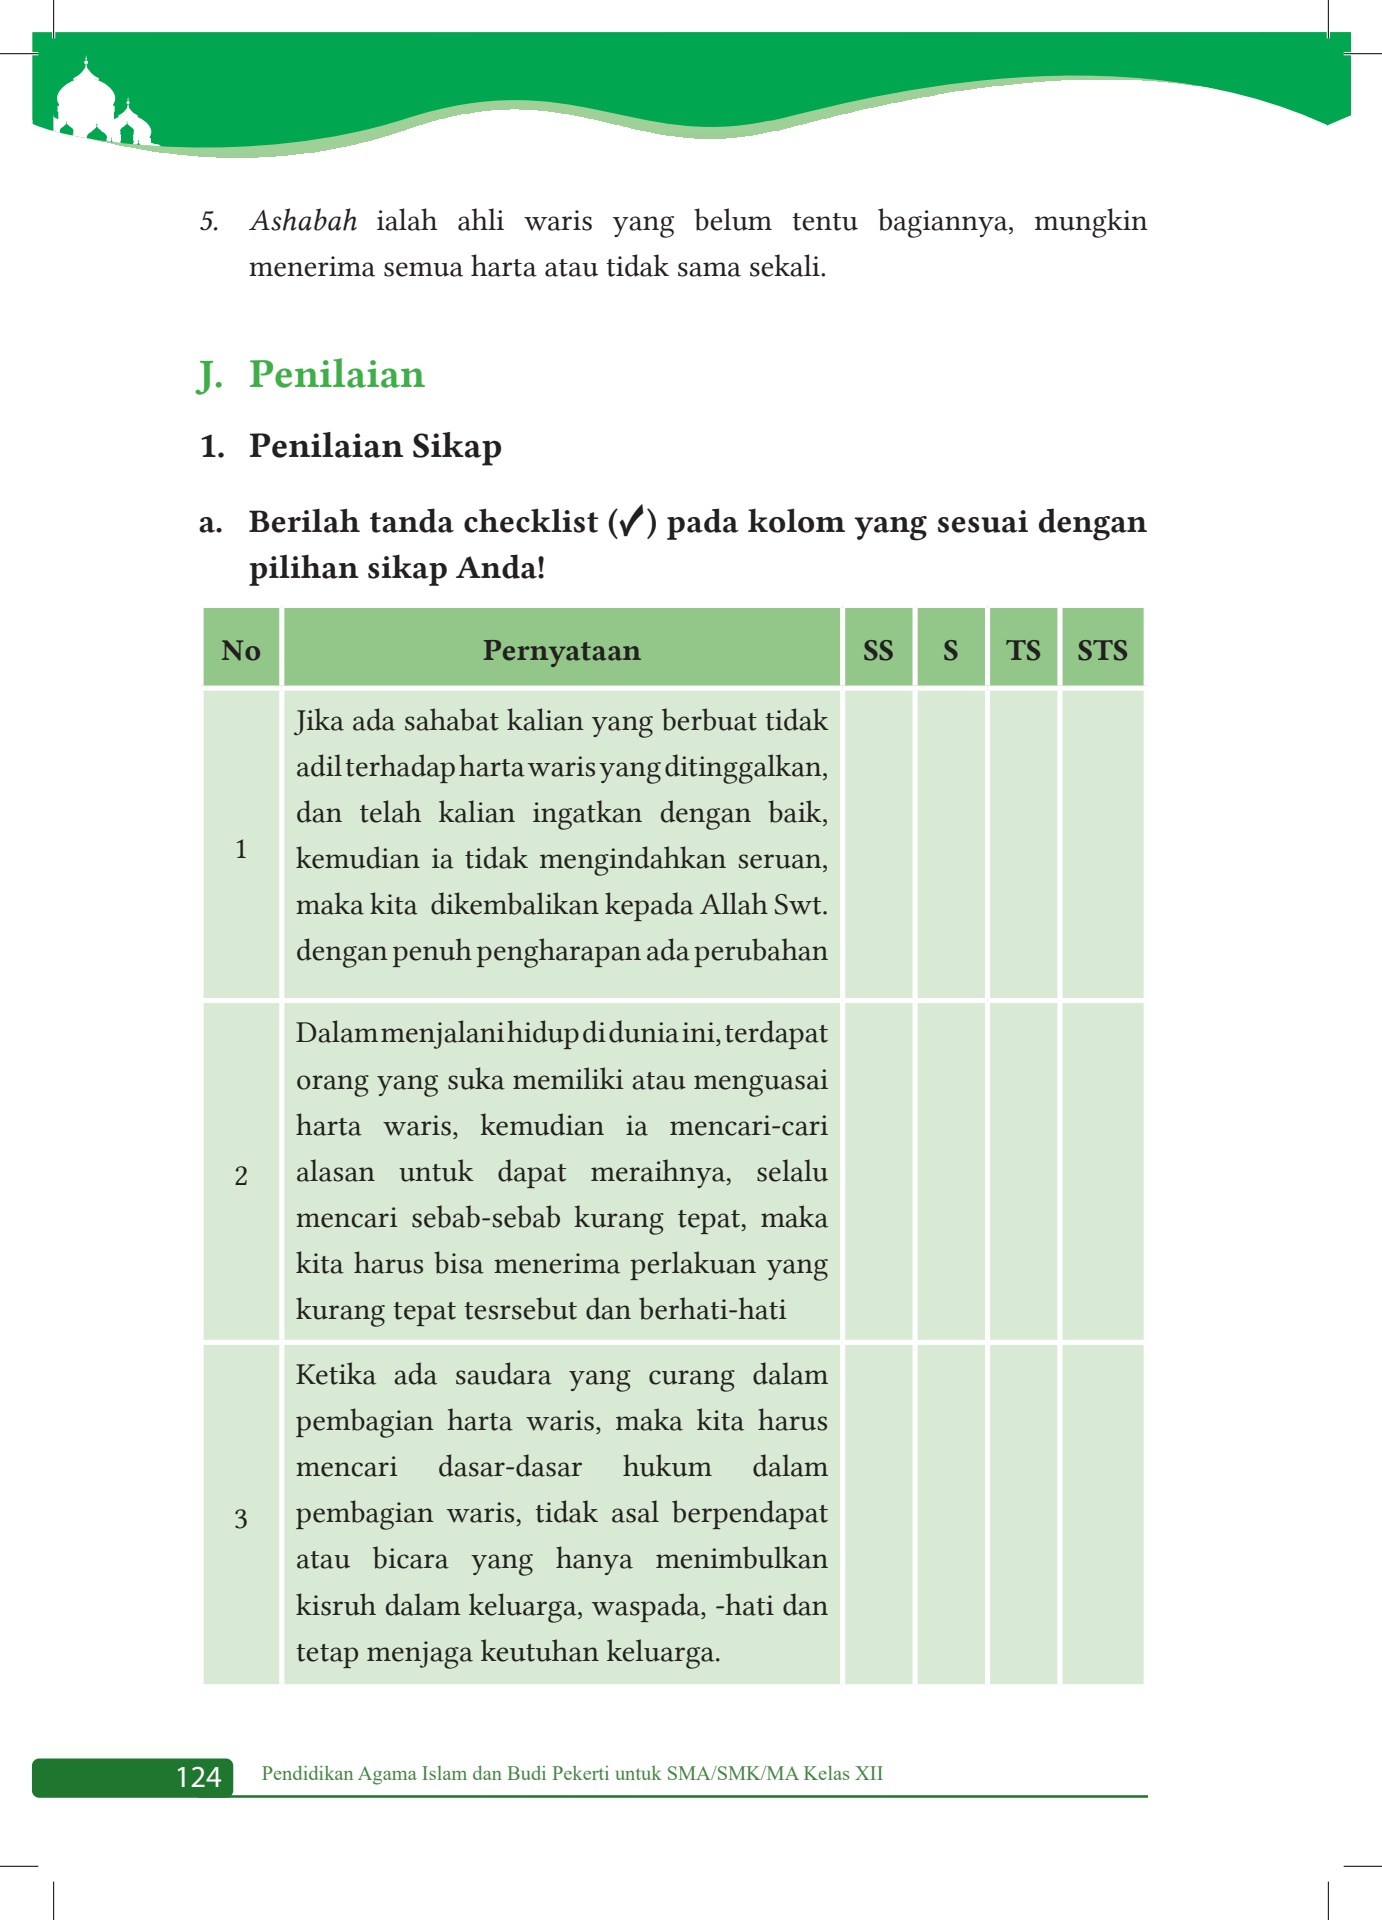 5. Ashabah ialah ahli waris yang belum tentu bagiannya, mungkin
menerima semua harta atau tidak sama sekali.
J. Penilaian
1. Penilaian Sikap
a. Berilah tanda checklist (✓) pada kolom yang sesuai dengan
pilihan sikap Anda!
No Pernyataan SS S TS STS
1
Jika ada sahabat kalian yang berbuat tidak
adil terhadap harta waris yang ditinggalkan,
dan telah kalian ingatkan dengan baik,
kemudian ia tidak mengindahkan seruan,
maka kita dikembalikan kepada Allah Swt.
dengan penuh pengharapan ada perubahan
2
Dalam menjalani hidup di dunia ini, terdapat
orang yang suka memiliki atau menguasai
harta waris, kemudian ia mencari-cari
alasan untuk dapat meraihnya, selalu
mencari sebab-sebab kurang tepat, maka
kita harus bisa menerima perlakuan yang
kurang tepat tesrsebut dan berhati-hati
3
Ketika ada saudara yang curang dalam
pembagian harta waris, maka kita harus
mencari dasar-dasar hukum dalam
pembagian waris, tidak asal berpendapat
atau bicara yang hanya menimbulkan
kisruh dalam keluarga, waspada, -hati dan
tetap menjaga keutuhan keluarga.
124 Pendidikan Agama Islam dan Budi Pekerti untuk SMA/SMK/MA Kelas XII